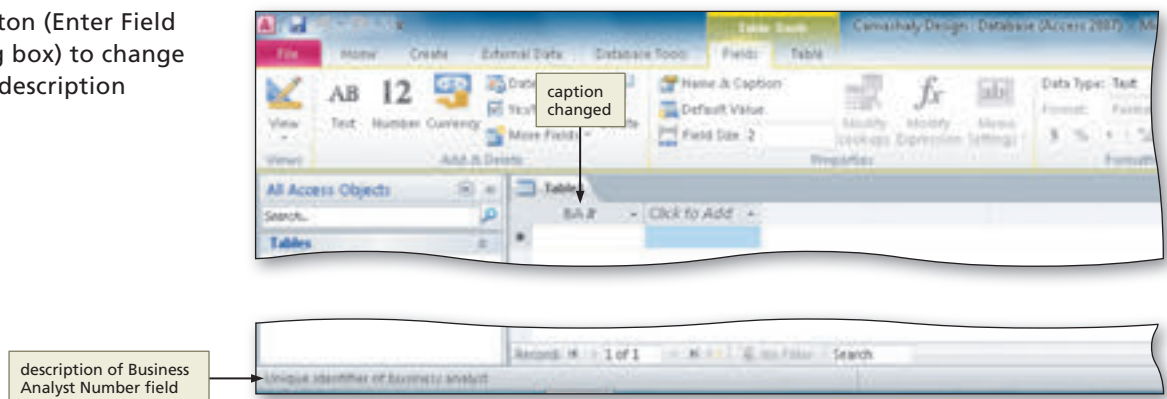 ton (Enter Field
g box) to change
description
Table Tools
Camashaly Design : Database (Access 2007)
File Home Create External Data Database Tools Fields Table
caption
changed
View
AB
Text
12
Number
Currency
More Fields
Name & Caption
Default Value
Field Size 2
Modify Lookups
fx
Modify Expression
ab
Memo Settings
Data Type: Text
Format:
$ %
Views
Add & Delete
Properties
All Access Objects
Search...
Tables
BA #
Click to Add
Record: 1 of 1
No Filter
Search
description of Business
Analyst Number field
Unique identifier of business analyst